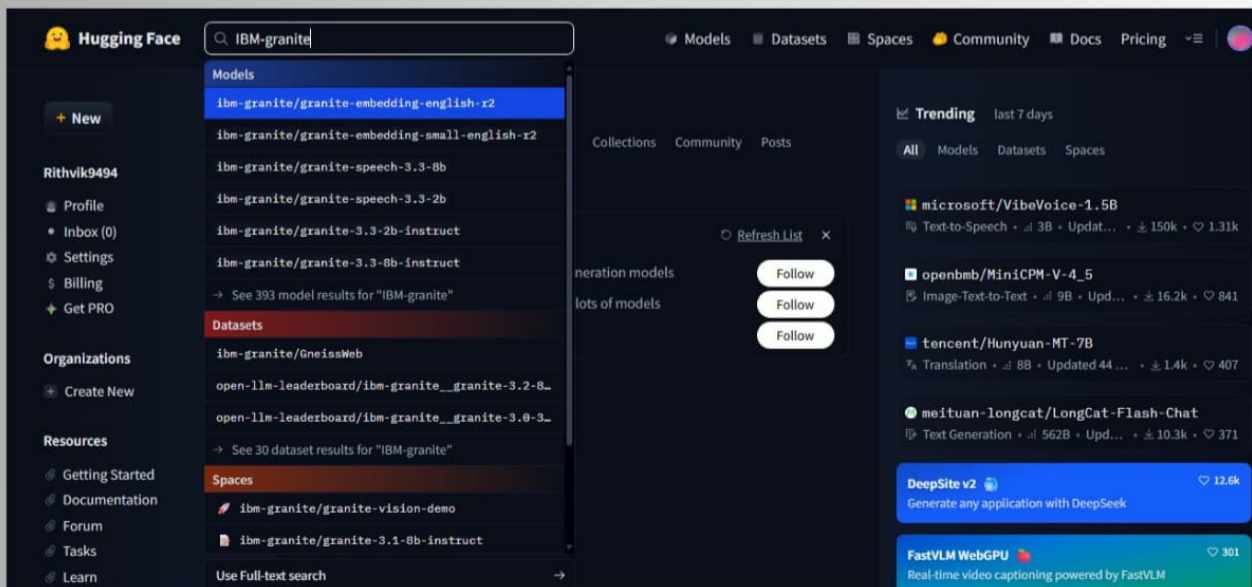 Hugging Face
IBM-granite
Models
Datasets
Spaces
Community
Docs
Pricing
+ New
Rithvik9494
Profile
Inbox (0)
Settings
$ Billing
Get PRO
Organizations
+ Create New
Resources
Getting Started
Documentation
Forum
Tasks
Learn
Models
ibm-granite/granite-embedding-english-r2
ibm-granite/granite-embedding-small-english-r2
ibm-granite/granite-speech-3.3-8b
ibm-granite/granite-speech-3.3-2b
ibm-granite/granite-3.3-2b-instruct
ibm-granite/granite-3.3-8b-instruct
→ See 393 model results for "IBM-granite"
Datasets
ibm-granite/GneissWeb
open-llm-leaderboard/ibm-granite__granite-3.2-8…
open-llm-leaderboard/ibm-granite__granite-3.0-3…
→ See 30 dataset results for "IBM-granite"
Spaces
ibm-granite/granite-vision-demo
ibm-granite/granite-3.1-8b-instruct
Use Full-text search →
Collections Community Posts
Refresh List ×
neration models Follow
lots of models Follow
Follow
Trending last 7 days
All Models Datasets Spaces
microsoft/VibeVoice-1.5B
Text-to-Speech • 3B • Updat... • 150k • 1.31k
openbmb/MiniCPM-V-4_5
Image-Text-to-Text • 9B • Upd... • 16.2k • 841
tencent/Hunyuan-MT-7B
Translation • 8B • Updated 44 ... • 1.4k • 407
meituan-longcat/LongCat-Flash-Chat
Text Generation • 562B • Upd... • 10.3k • 371
DeepSite v2 12.6k
Generate any application with DeepSeek
FastVLM WebGPU 301
Real-time video captioning powered by FastVLM